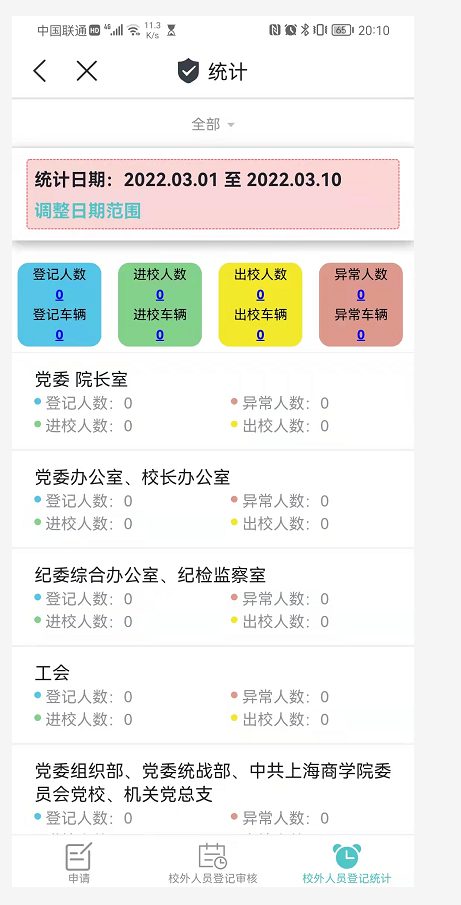 中国联通 HD 4G 11.3 K/s 65 20:10
统计
全部
统计日期：2022.03.01 至 2022.03.10
调整日期范围
登记人数 进校人数 出校人数 异常人数
0 0 0 0
登记车辆 进校车辆 出校车辆 异常车辆
0 0 0 0
党委 院长室
登记人数：0 异常人数：0
进校人数：0 出校人数：0
党委办公室、校长办公室
登记人数：0 异常人数：0
进校人数：0 出校人数：0
纪委综合办公室、纪检监察室
登记人数：0 异常人数：0
进校人数：0 出校人数：0
工会
登记人数：0 异常人数：0
进校人数：0 出校人数：0
党委组织部、党委统战部、中共上海商学院委
员会党校、机关党总支
登记人数：0 异常人数：0
申请 校外人员登记审核 校外人员登记统计